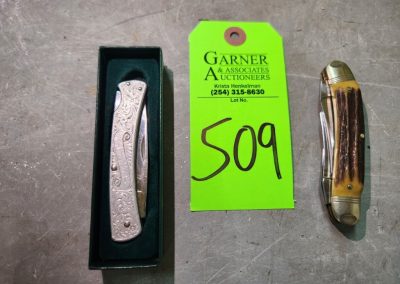 GARNER
& ASSOCIATES
AUCTIONEERS
Krista Henkelman
(254) 315-8630
Lot No.
509